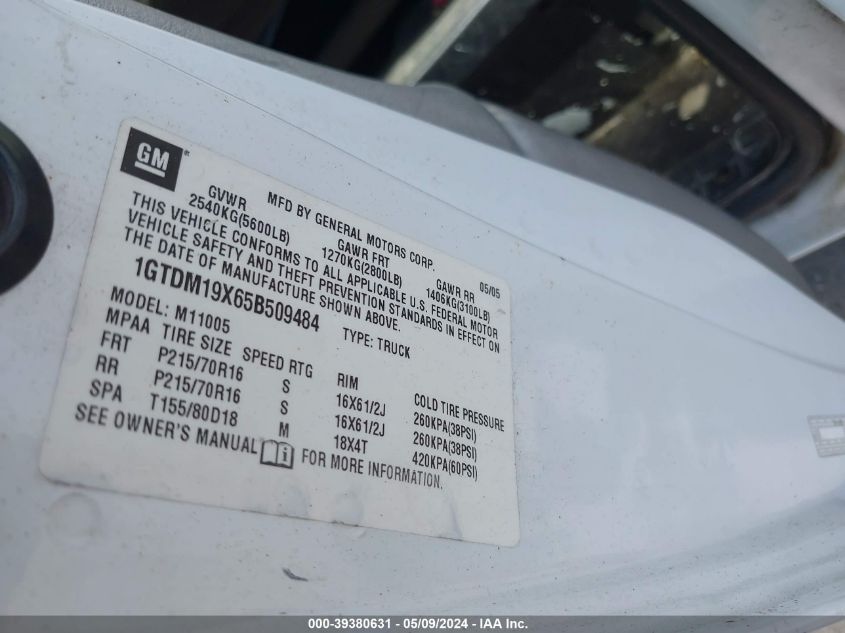 GM
MFD BY GENERAL MOTORS CORP. 05/05
GVWR GAWR FRT GAWR RR
2540KG(5600LB) 1270KG(2800LB) 1406KG(3100LB)
THIS VEHICLE CONFORMS TO ALL APPLICABLE U.S. FEDERAL MOTOR
VEHICLE SAFETY AND THEFT PREVENTION STANDARDS IN EFFECT ON
THE DATE OF MANUFACTURE SHOWN ABOVE.
1GTDM19X65B509484 TYPE: TRUCK
MODEL: M11005
MPAA TIRE SIZE SPEED RTG RIM COLD TIRE PRESSURE
FRT P215/70R16 S 16X61/2J 260KPA(38PSI)
RR P215/70R16 S 16X61/2J 260KPA(38PSI)
SPA T155/80D18 M 18X4T 420KPA(60PSI)
SEE OWNER'S MANUAL i FOR MORE INFORMATION.
000-39380631 - 05/09/2024 - IAA Inc.